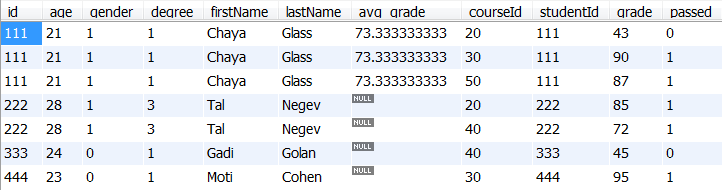 id age gender degree firstName lastName avg_grade courseId studentId grade passed
111 21 1 1 Chaya Glass 73.333333333 20 111 43 0
111 21 1 1 Chaya Glass 73.333333333 30 111 90 1
111 21 1 1 Chaya Glass 73.333333333 50 111 87 1
222 28 1 3 Tal Negev NULL 20 222 85 1
222 28 1 3 Tal Negev NULL 40 222 72 1
333 24 0 1 Gadi Golan NULL 40 333 45 0
444 23 0 1 Moti Cohen NULL 30 444 95 1